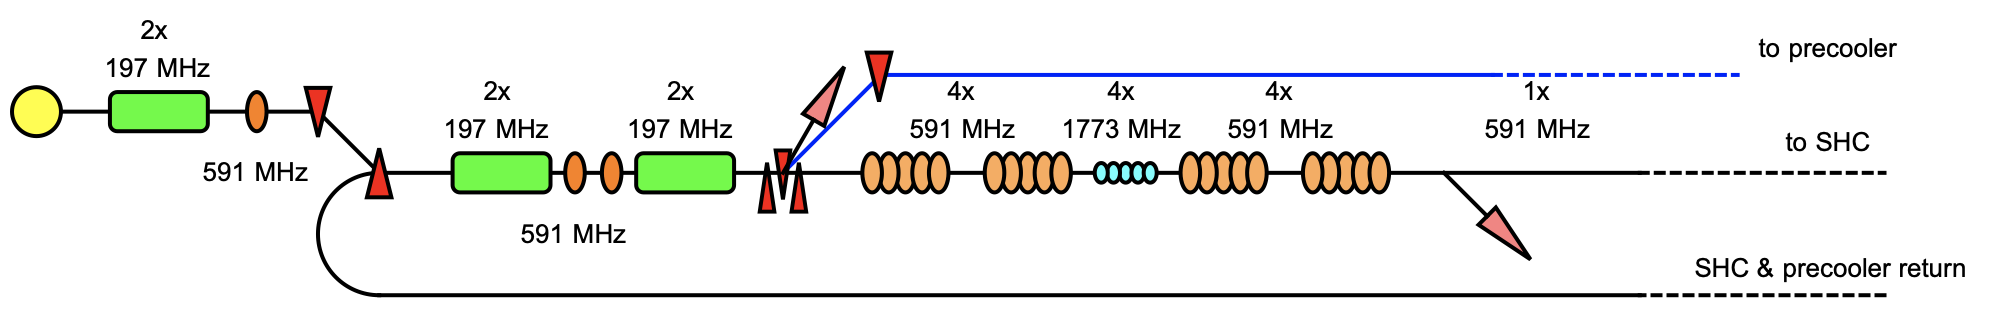 2x
197 MHz
591 MHz
2x
197 MHz
591 MHz
2x
197 MHz
to precooler
4x
591 MHz
4x
1773 MHz
4x
591 MHz
1x
591 MHz
to SHC
SHC & precooler return